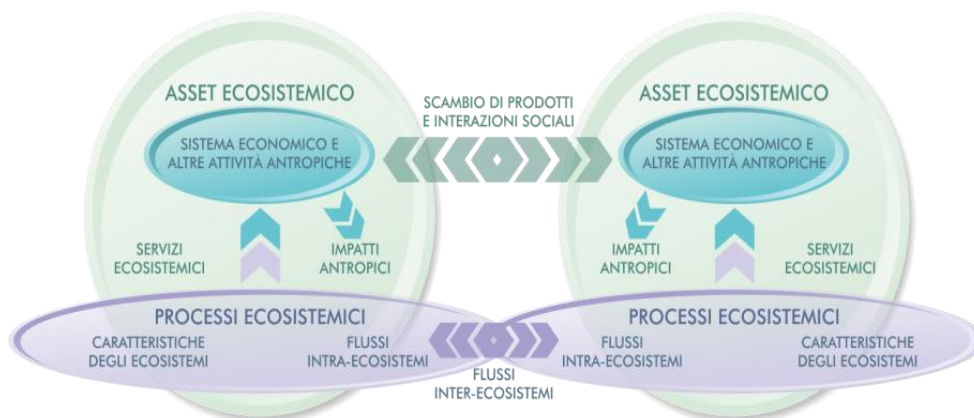 ASSET ECOSISTEMICO
SISTEMA ECONOMICO E
ALTRE ATTIVITÀ ANTROPICHE
SERVIZI
ECOSISTEMICI
IMPATTI
ANTROPICI
PROCESSI ECOSISTEMICI
CARATTERISTICHE
DEGLI ECOSISTEMI
FLUSSI
INTRA-ECOSISTEMI
SCAMBIO DI PRODOTTI
E INTERAZIONI SOCIALI
FLUSSI
INTER-ECOSISTEMI
ASSET ECOSISTEMICO
SISTEMA ECONOMICO E
ALTRE ATTIVITÀ ANTROPICHE
IMPATTI
ANTROPICI
SERVIZI
ECOSISTEMICI
PROCESSI ECOSISTEMICI
FLUSSI
INTRA-ECOSISTEMI
CARATTERISTICHE
DEGLI ECOSISTEMI